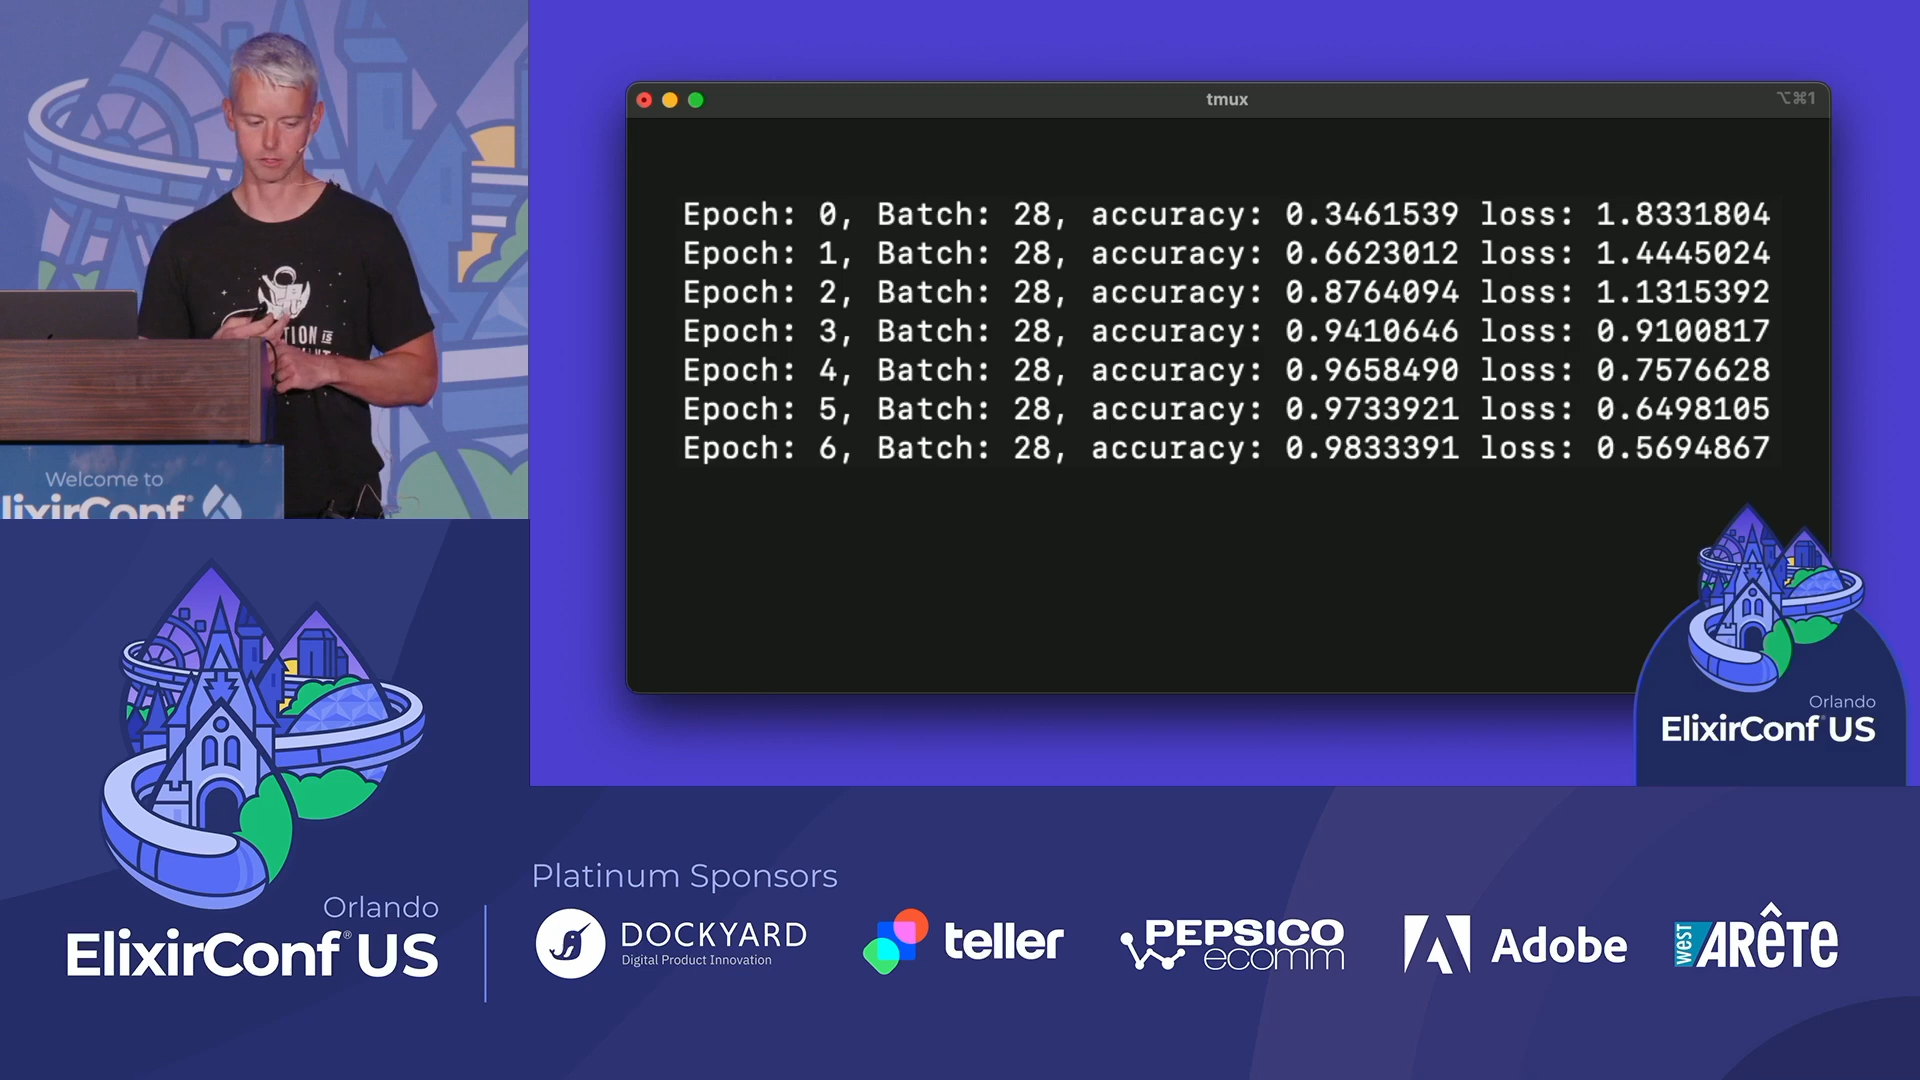 tmux
⌥⌘1
Epoch: 0, Batch: 28, accuracy: 0.3461539 loss: 1.8331804
Epoch: 1, Batch: 28, accuracy: 0.6623012 loss: 1.4445024
Epoch: 2, Batch: 28, accuracy: 0.8764094 loss: 1.1315392
Epoch: 3, Batch: 28, accuracy: 0.9410646 loss: 0.9100817
Epoch: 4, Batch: 28, accuracy: 0.9658490 loss: 0.7576628
Epoch: 5, Batch: 28, accuracy: 0.9733921 loss: 0.6498105
Epoch: 6, Batch: 28, accuracy: 0.9833391 loss: 0.5694867
TION IS
Welcome to
lixirConf
Orlando
ElixirConf US
Orlando
ElixirConf® US
Platinum Sponsors
DOCKYARD
Digital Product Innovation
teller
PEPSICO
ecomm
Adobe
west ARÊTE